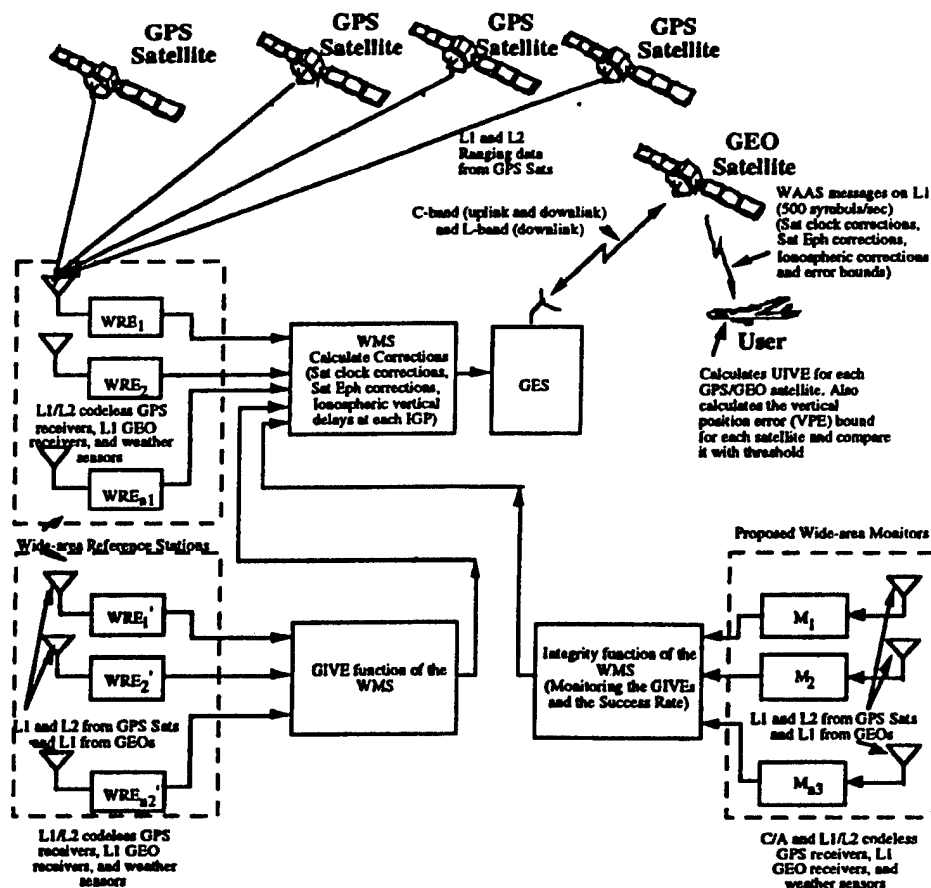 GPS
Satellite
GPS
Satellite
GPS
Satellite
GPS
Satellite
L1 and L2
Ranging data
from GPS Sats
GEO
Satellite
WAAS messages on L1
(500 symbols/sec)
(Sat clock corrections,
Sat Eph corrections,
Ionospheric corrections
and error bounds)
C-band (uplink and downlink)
and L-band (downlink)
User
Calculates UIVE for each
GPS/GEO satellite. Also
calculates the vertical
position error (VPE) bound
for each satellite and compare
it with threshold
WRE1
WRE2
L1/L2 codeless GPS
receivers, L1 GEO
receivers, and weather
sensors
WREn1
Wide-area Reference Stations
WMS
Calculate Corrections
(Sat clock corrections,
Sat Eph corrections,
Ionospheric vertical
delays at each IGP)
GES
WRE1'
WRE2'
L1 and L2 from GPS Sats
and L1 from GEOs
WREn2'
L1/L2 codeless GPS
receivers, L1 GEO
receivers, and weather
sensors
GIVE function of the
WMS
Integrity function of the
WMS
(Monitoring the GIVEs
and the Success Rate)
Proposed Wide-area Monitors
M1
M2
L1 and L2 from GPS Sats
and L1 from GEOs
Mn3
C/A and L1/L2 codeless
GPS receivers, L1
GEO receivers, and
weather sensors